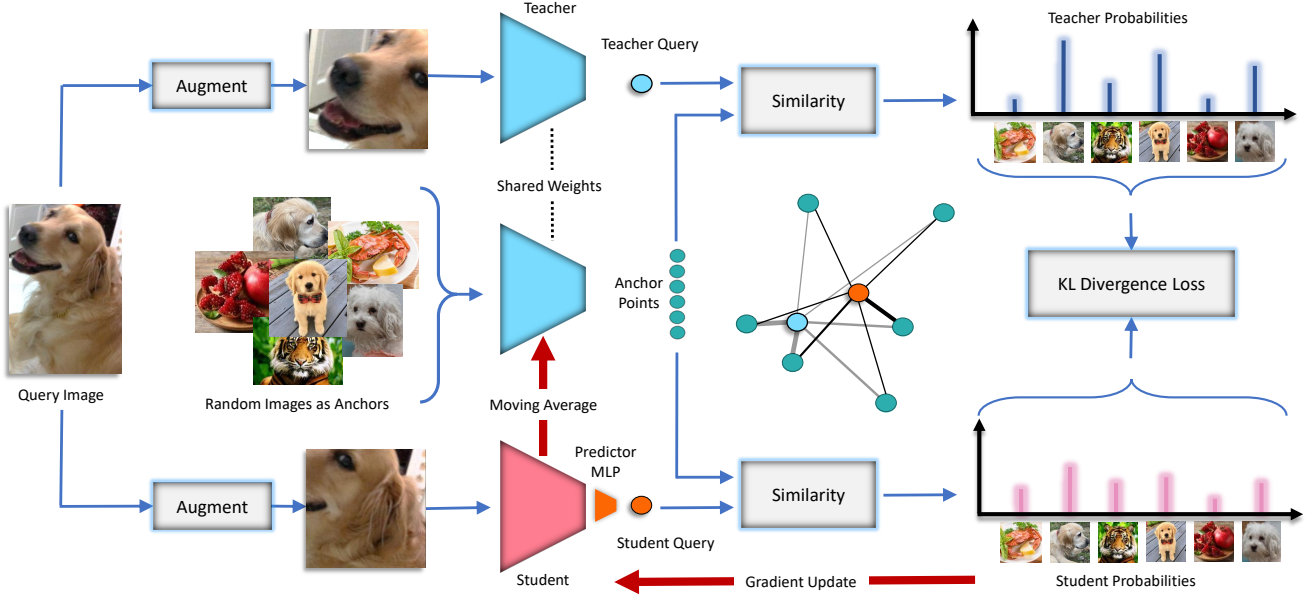 Teacher
Teacher Probabilities
Teacher Query
Augment
Similarity
Shared Weights
Anchor
Points
KL Divergence Loss
Query Image
Random Images as Anchors
Moving Average
Predictor
MLP
Augment
Similarity
Student Query
Student
Gradient Update
Student Probabilities